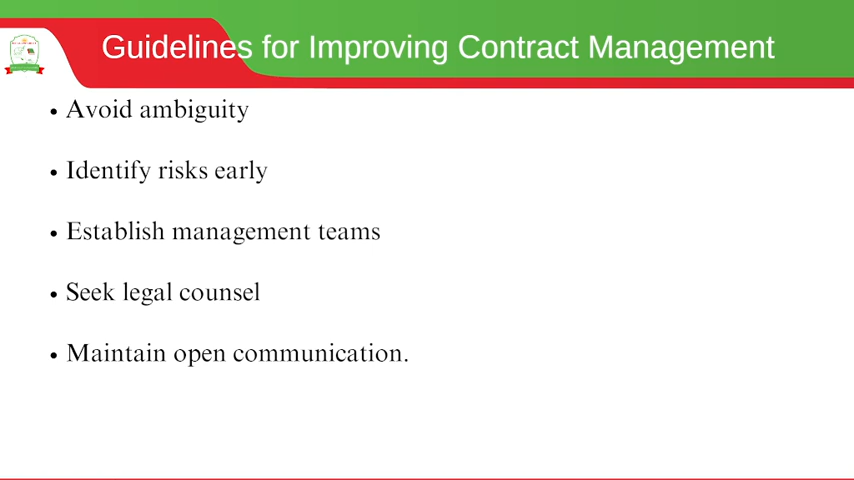 Guidelines for Improving Contract Management
• Avoid ambiguity
• Identify risks early
• Establish management teams
• Seek legal counsel
• Maintain open communication.